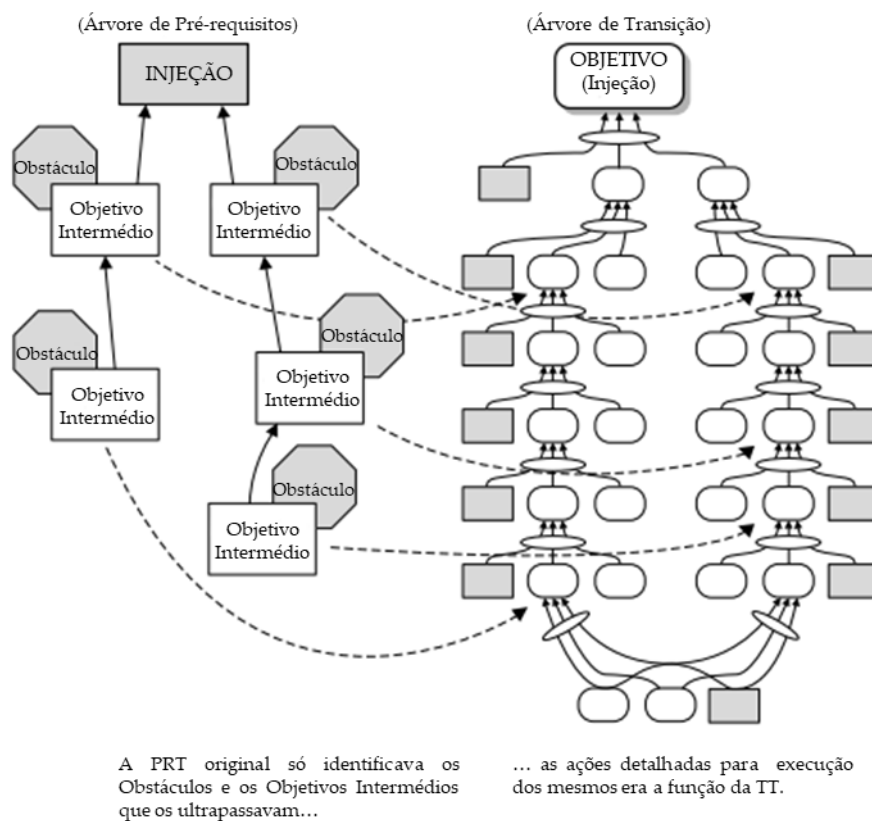 (Árvore de Pré-requisitos)
(Árvore de Transição)
INJEÇÃO
OBJETIVO
(Injeção)
Obstáculo
Objetivo
Intermédio
Obstáculo
Objetivo
Intermédio
Obstáculo
Objetivo
Intermédio
Obstáculo
Objetivo
Intermédio
Obstáculo
Objetivo
Intermédio
A PRT original só identificava os
Obstáculos e os Objetivos Intermédios
que os ultrapassavam…
… as ações detalhadas para execução
dos mesmos era a função da TT.